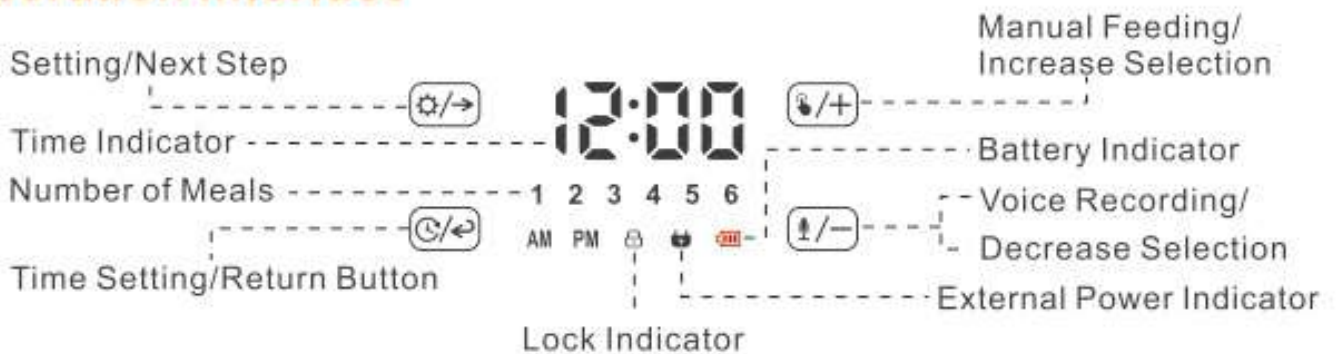 Manual Feeding/
Increase Selection
Setting/Next Step
12:00
Time Indicator
Battery Indicator
Number of Meals
1 2 3 4 5 6
Voice Recording/
Decrease Selection
AM PM
Time Setting/Return Button
External Power Indicator
Lock Indicator